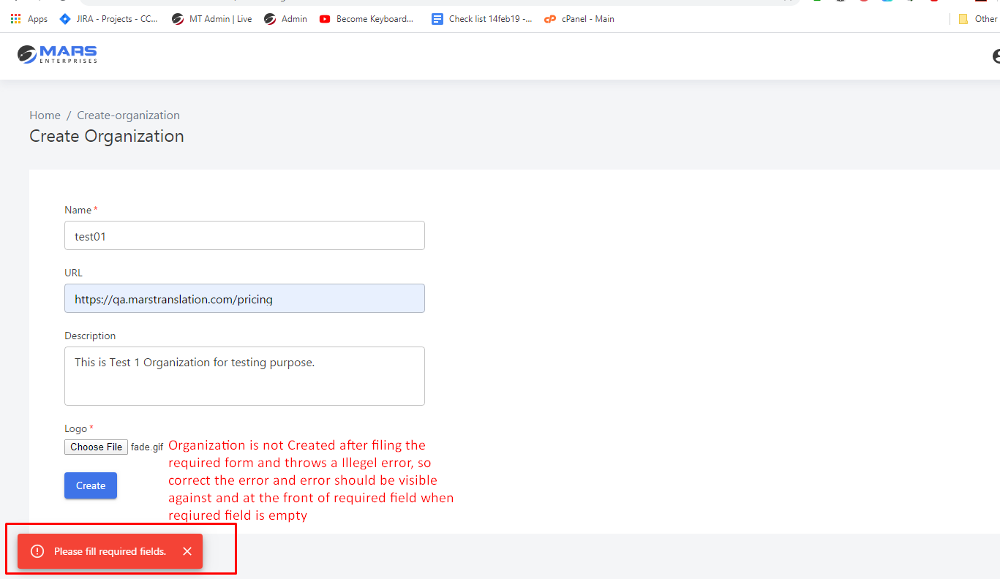 Apps JIRA - Projects - CC... MT Admin | Live Admin Become Keyboard... Check list 14feb19 -... cPanel - Main Other
MARS
ENTERPRISES
Home / Create-organization
Create Organization
Name *
test01
URL
https://qa.marstranslation.com/pricing
Description
This is Test 1 Organization for testing purpose.
Logo *
Choose File fade.gif
Organization is not Created after filing the
required form and throws a Illegel error, so
correct the error and error should be visible
against and at the front of required field when
reqiured field is empty
Create
Please fill required fields.